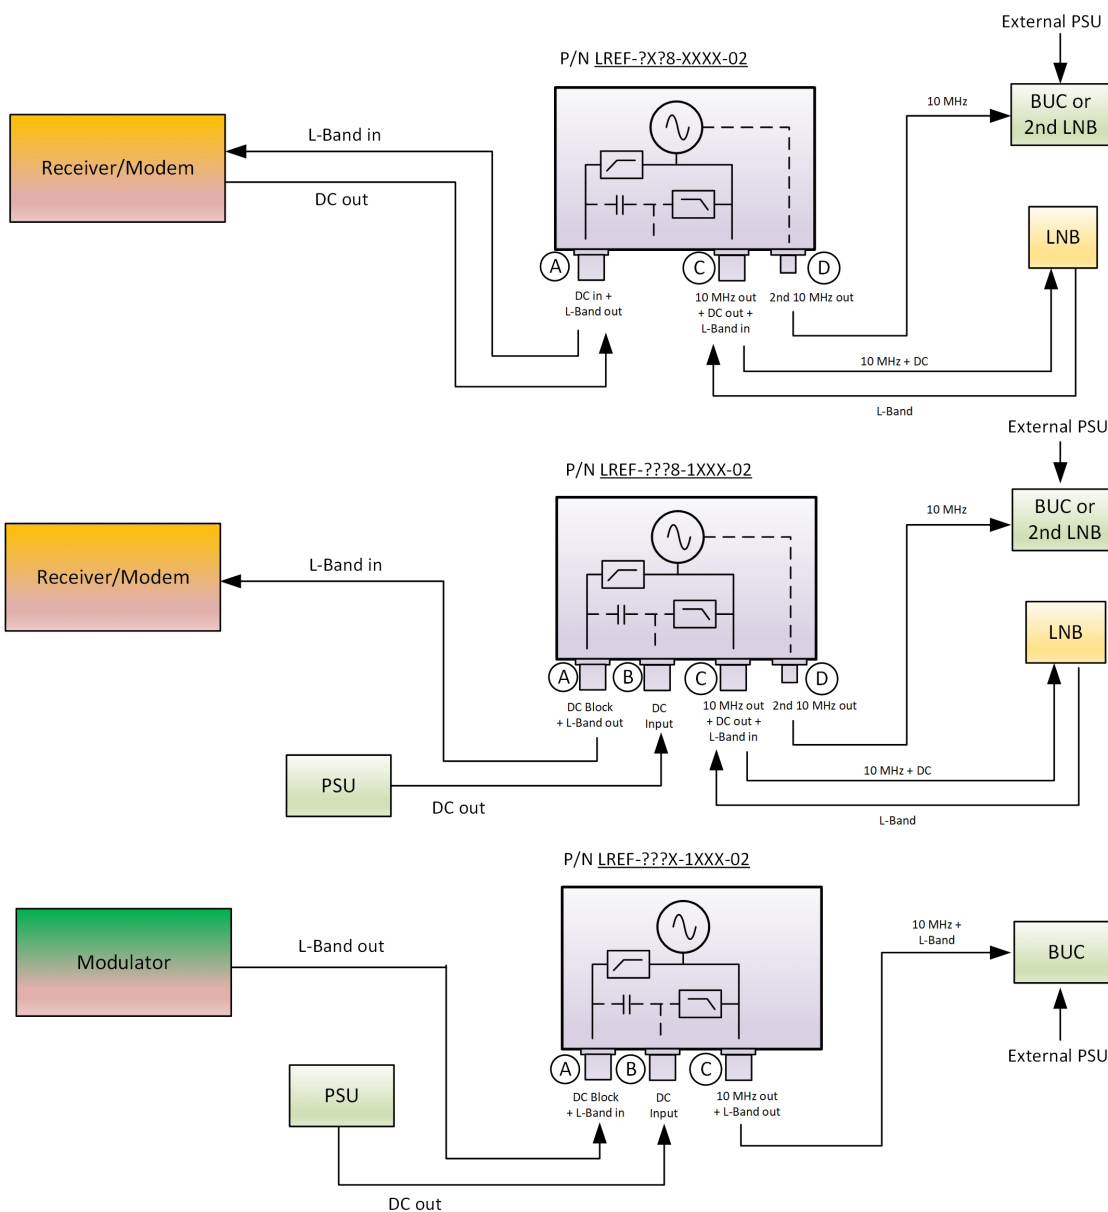 External PSU
P/N LREF-?X?8-XXXX-02
10 MHz
BUC or
2nd LNB
L-Band in
Receiver/Modem
DC out
LNB
A
C
D
DC in +
L-Band out
10 MHz out
+ DC out +
L-Band in
2nd 10 MHz out
10 MHz + DC
L-Band
External PSU
P/N LREF-???8-1XXX-02
10 MHz
BUC or
2nd LNB
L-Band in
Receiver/Modem
LNB
A
B
C
D
DC Block
+ L-Band out
DC
Input
10 MHz out
+ DC out +
L-Band in
2nd 10 MHz out
10 MHz + DC
PSU
DC out
L-Band
P/N LREF-???X-1XXX-02
10 MHz +
L-Band
L-Band out
Modulator
BUC
External PSU
A
B
C
PSU
DC Block
+ L-Band in
DC
Input
10 MHz out
+ L-Band out
DC out